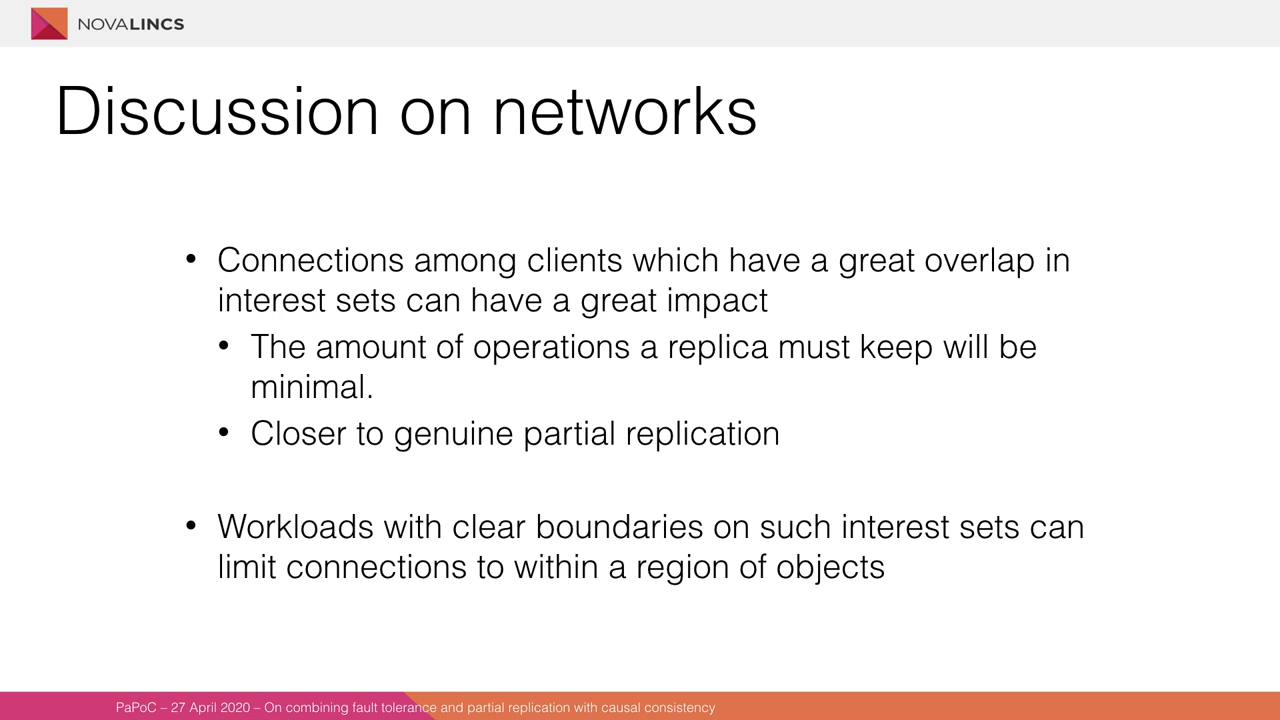 NOVALINCS
Discussion on networks
• Connections among clients which have a great overlap in
interest sets can have a great impact
• The amount of operations a replica must keep will be
minimal.
• Closer to genuine partial replication
• Workloads with clear boundaries on such interest sets can
limit connections to within a region of objects
PaPoC – 27 April 2020 – On combining fault tolerance and partial replication with causal consistency